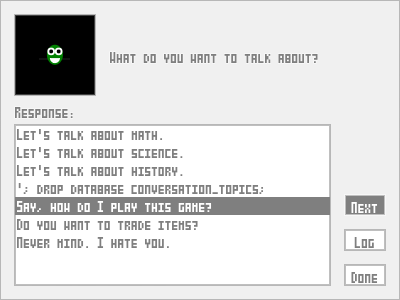 What do you want to talk about?
Response:
Let's talk about math.
Let's talk about science.
Let's talk about history.
'; DROP DATABASE conversation_topics;
Say, how do I play this game?
Do you want to trade items?
Never mind. I hate you.
Next
Log
Done